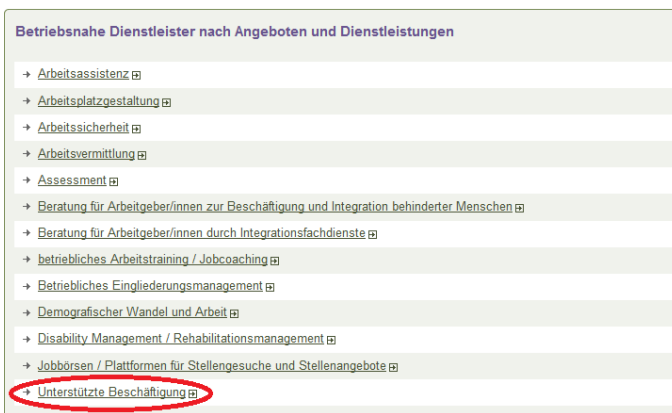 Betriebsnahe Dienstleister nach Angeboten und Dienstleistungen
Arbeitsassistenz
Arbeitsplatzgestaltung
Arbeitssicherheit
Arbeitsvermittlung
Assessment
Beratung für Arbeitgeber/innen zur Beschäftigung und Integration behinderter Menschen
Beratung für Arbeitgeber/innen durch Integrationsfachdienste
betriebliches Arbeitstraining / Jobcoaching
Betriebliches Eingliederungsmanagement
Demografischer Wandel und Arbeit
Disability Management / Rehabilitationsmanagement
Jobbörsen / Plattformen für Stellengesuche und Stellenangebote
Unterstützte Beschäftigung